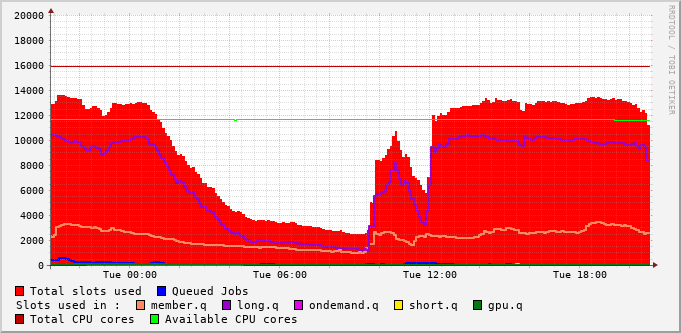 20000
18000
16000
14000
12000
10000
8000
6000
4000
2000
0
Tue 00:00 Tue 06:00 Tue 12:00 Tue 18:00
RRDTOOL / TOBI OETIKER
Total slots used Queued Jobs
Slots used in : member.q long.q ondemand.q short.q gpu.q
Total CPU cores Available CPU cores